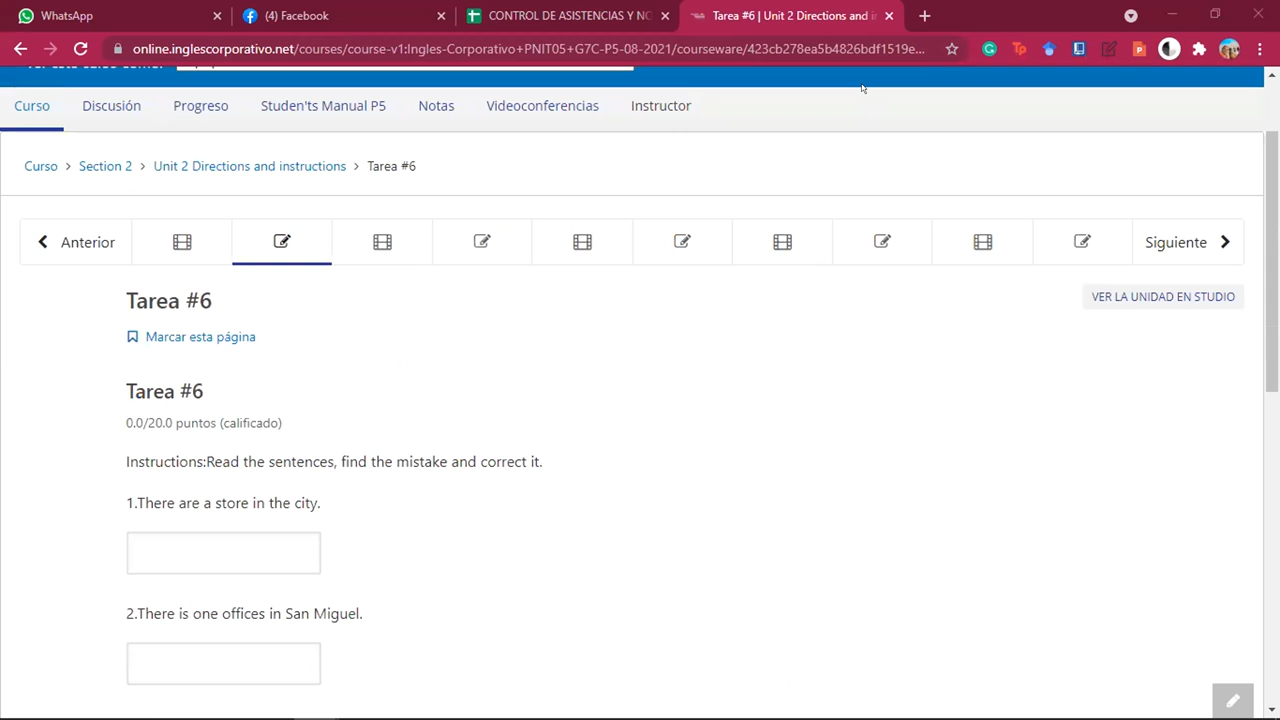 WhatsApp
(4) Facebook
CONTROL DE ASISTENCIAS Y NO
Tarea #6 | Unit 2 Directions and in
online.inglescorporativo.net/courses/course-v1:Ingles-Corporativo+PNIT05+G7C-P5-08-2021/courseware/423cb278ea5b4826bdf1519e...
Curso
Discusión
Progreso
Studen'ts Manual P5
Notas
Videoconferencias
Instructor
Curso > Section 2 > Unit 2 Directions and instructions > Tarea #6
Anterior
Siguiente
Tarea #6
VER LA UNIDAD EN STUDIO
Marcar esta página
Tarea #6
0.0/20.0 puntos (calificado)
Instructions:Read the sentences, find the mistake and correct it.
1.There are a store in the city.
2.There is one offices in San Miguel.